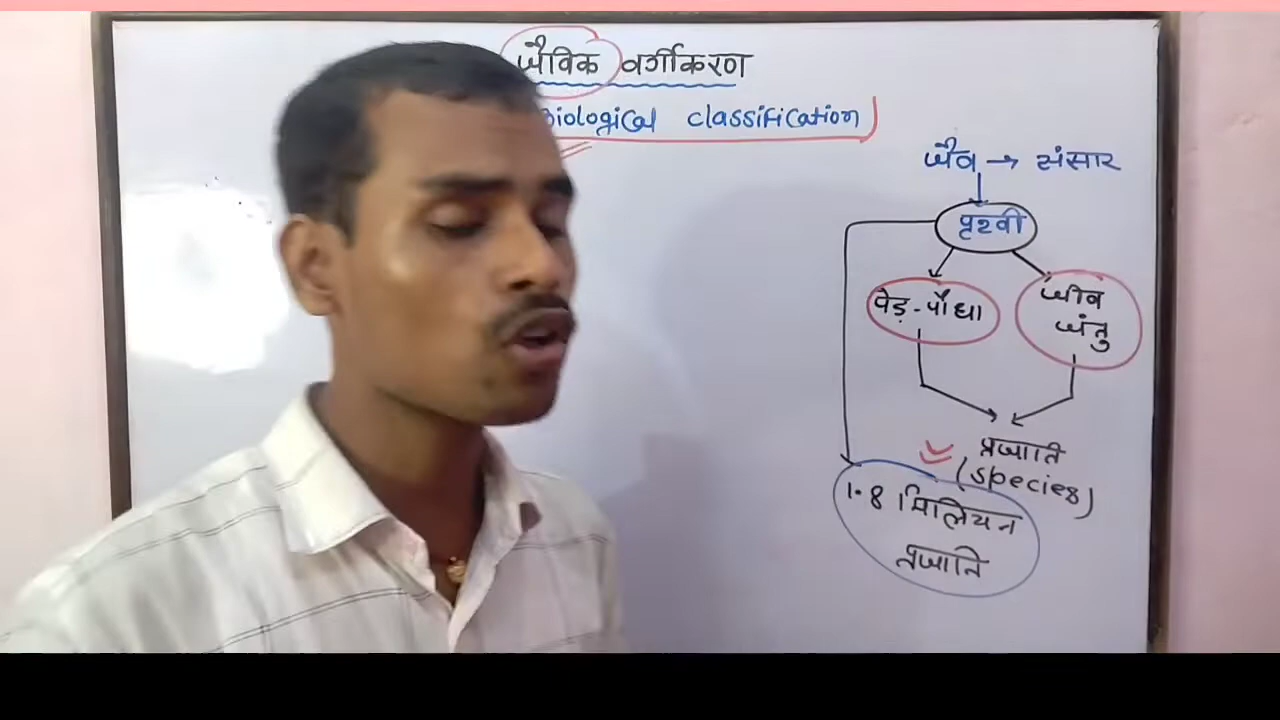 जैविक वर्गीकरण
Biological classification
जैव → संसार
पृथ्वी
पेड़-पौधा
जीव
जंतु
प्रजाति
(species)
1.8 मिलियन
प्रजाति